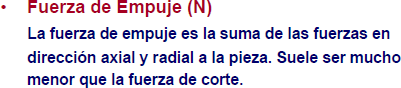 • Fuerza de Empuje (N)
La fuerza de empuje es la suma de las fuerzas en
dirección axial y radial a la pieza. Suele ser mucho
menor que la fuerza de corte.